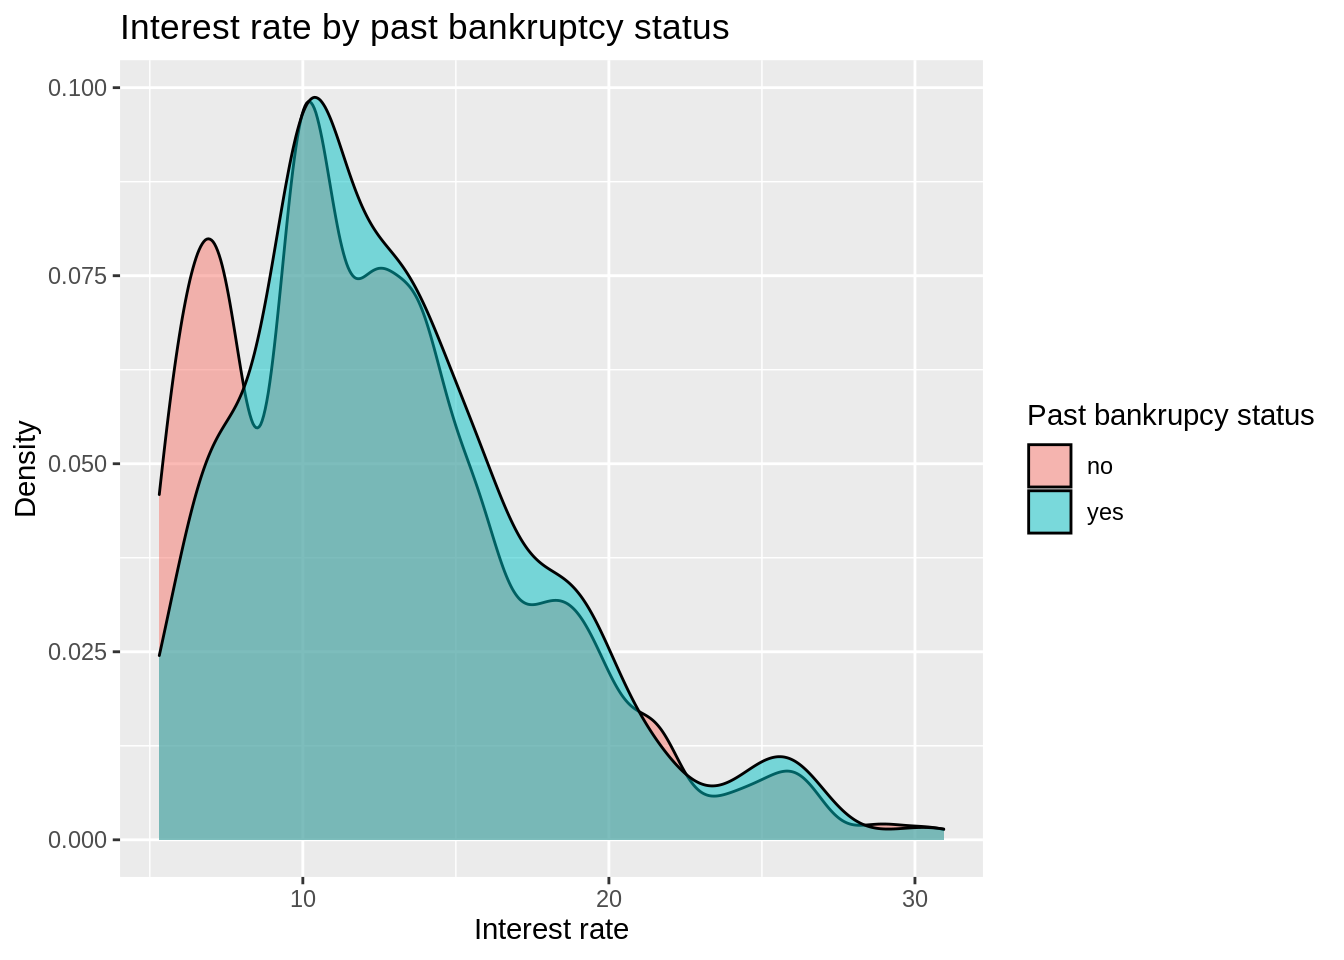 Interest rate by past bankruptcy status
0.100
0.075
0.050
0.025
0.000
Density
10 20 30
Interest rate
Past bankrupcy status
no
yes